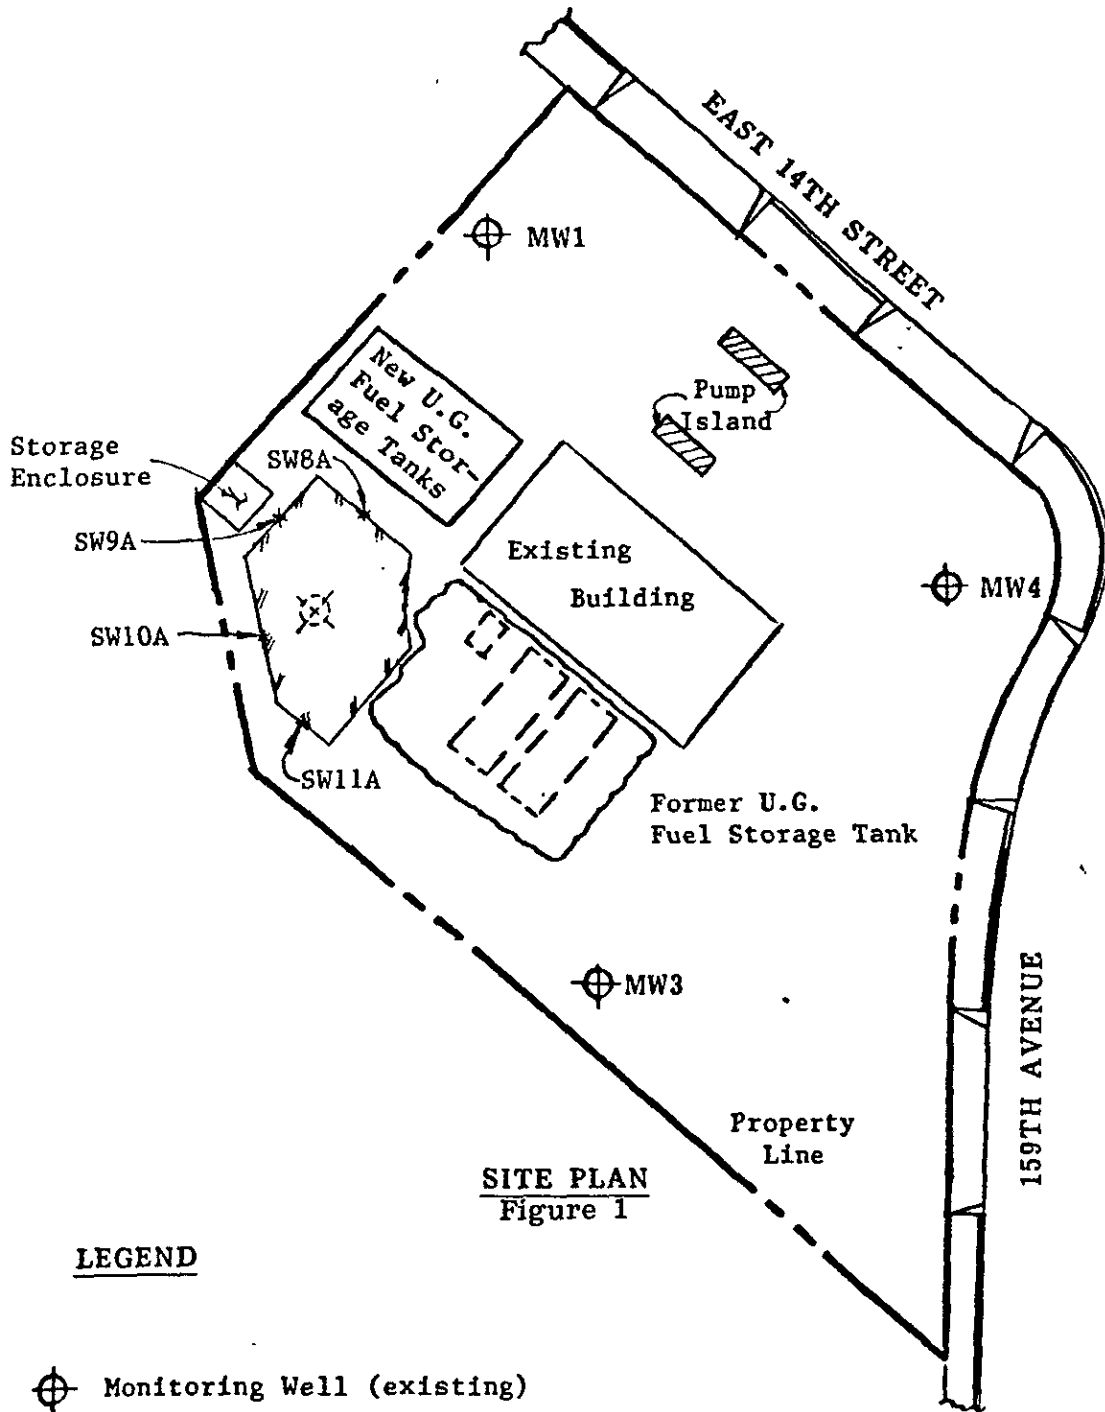 EAST 14TH STREET
MW1
New U.G.
Fuel Stor-
age Tanks
Pump
Island
Storage
Enclosure
SW8A
SW9A
Existing
Building
MW4
SW10A
SW11A
Former U.G.
Fuel Storage Tank
MW3
159TH AVENUE
Property
Line
SITE PLAN
Figure 1
LEGEND
Monitoring Well (existing)